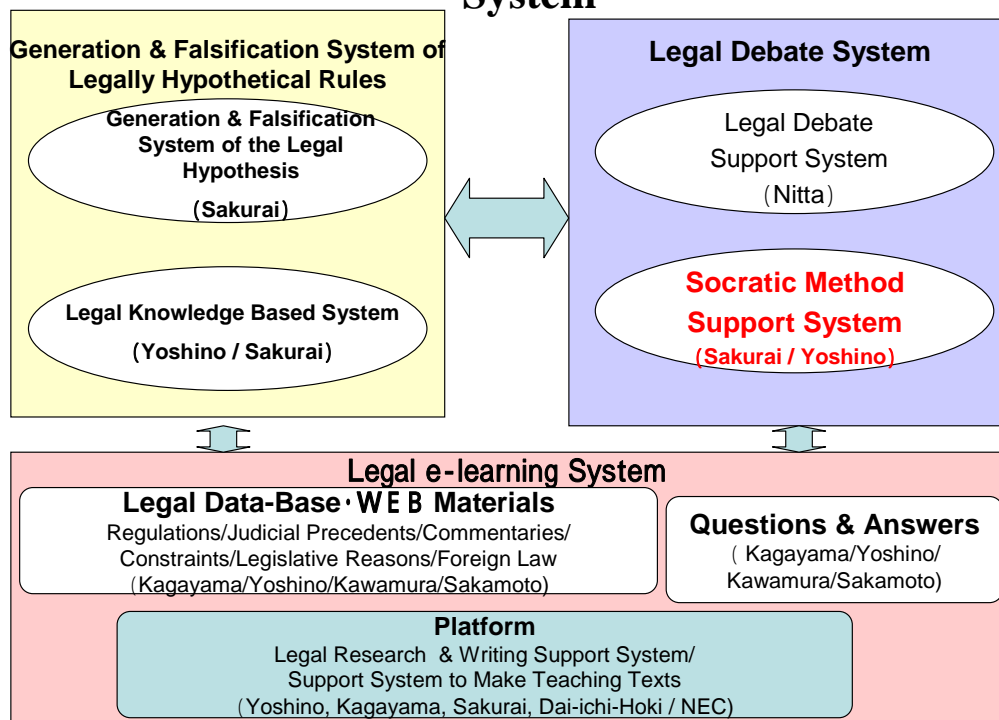 System
Generation & Falsification System of
Legally Hypothetical Rules
Generation & Falsification
System of the Legal
Hypothesis
(Sakurai)
Legal Knowledge Based System
(Yoshino / Sakurai)
Legal Debate System
Legal Debate
Support System
(Nitta)
Socratic Method
Support System
(Sakurai / Yoshino)
Legal e-learning System
Legal Data-Base・WEB Materials
Regulations/Judicial Precedents/Commentaries/
Constraints/Legislative Reasons/Foreign Law
(Kagayama/Yoshino/Kawamura/Sakamoto)
Questions & Answers
( Kagayama/Yoshino/
Kawamura/Sakamoto)
Platform
Legal Research & Writing Support System/
Support System to Make Teaching Texts
(Yoshino, Kagayama, Sakurai, Dai-ichi-Hoki / NEC)